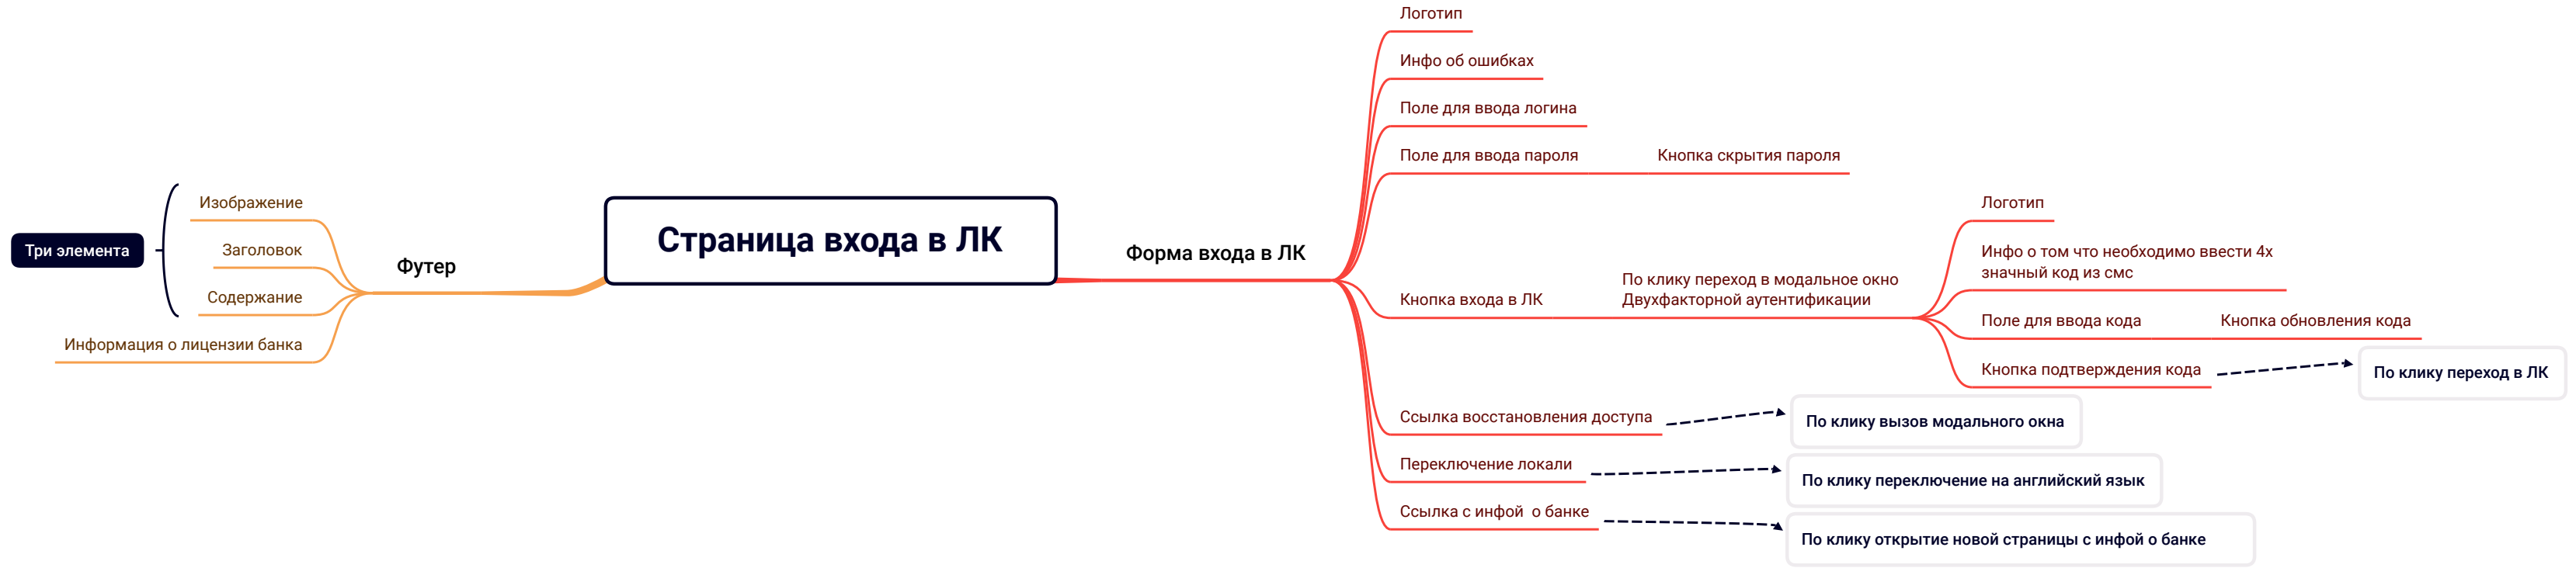 Страница входа в ЛК
Футер
Изображение
Заголовок
Содержание
Три элемента
Информация о лицензии банка
Форма входа в ЛК
Логотип
Инфо об ошибках
Поле для ввода логина
Поле для ввода пароля
Кнопка скрытия пароля
Кнопка входа в ЛК
По клику переход в модальное окно
Двухфакторной аутентификации
Логотип
Инфо о том что необходимо ввести 4х
значный код из смс
Поле для ввода кода
Кнопка обновления кода
Кнопка подтверждения кода
По клику переход в ЛК
Ссылка восстановления доступа
По клику вызов модального окна
Переключение локали
По клику переключение на английский язык
Ссылка с инфой о банке
По клику открытие новой страницы с инфой о банке